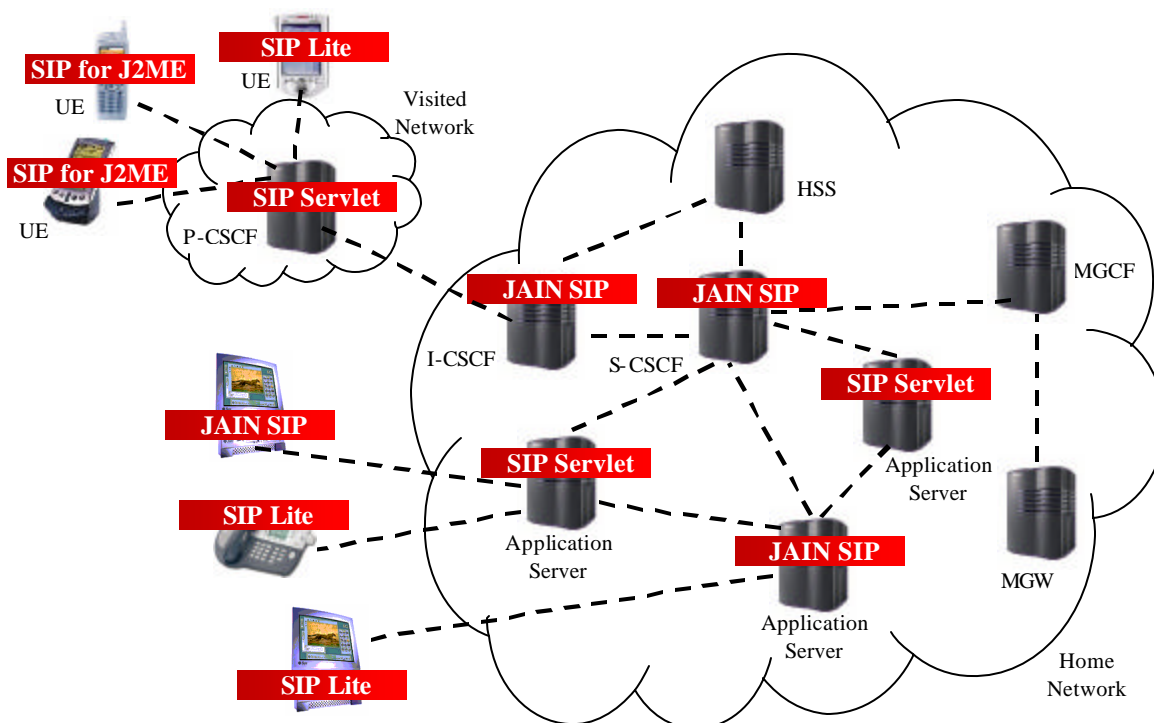 SIP Lite
SIP for J2ME
UE
UE
Visited
Network
SIP for J2ME
SIP Servlet
UE
P-CSCF
HSS
MGCF
JAIN SIP
JAIN SIP
I-CSCF
S-CSCF
SIP Servlet
JAIN SIP
SIP Servlet
Application
Server
SIP Lite
Application
Server
JAIN SIP
MGW
Application
Server
SIP Lite
Home
Network